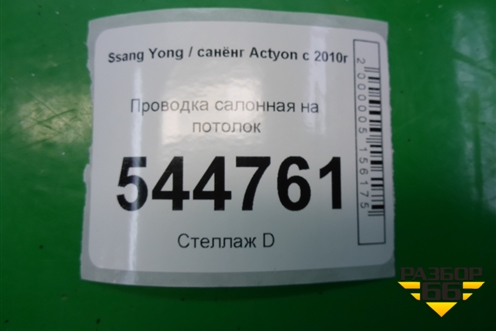 Ssang Yong / санёнг Actyon с 2010г
Проводка салонная на
потолок
544761
Стеллаж D
2000005156175
РАЗБОР
66